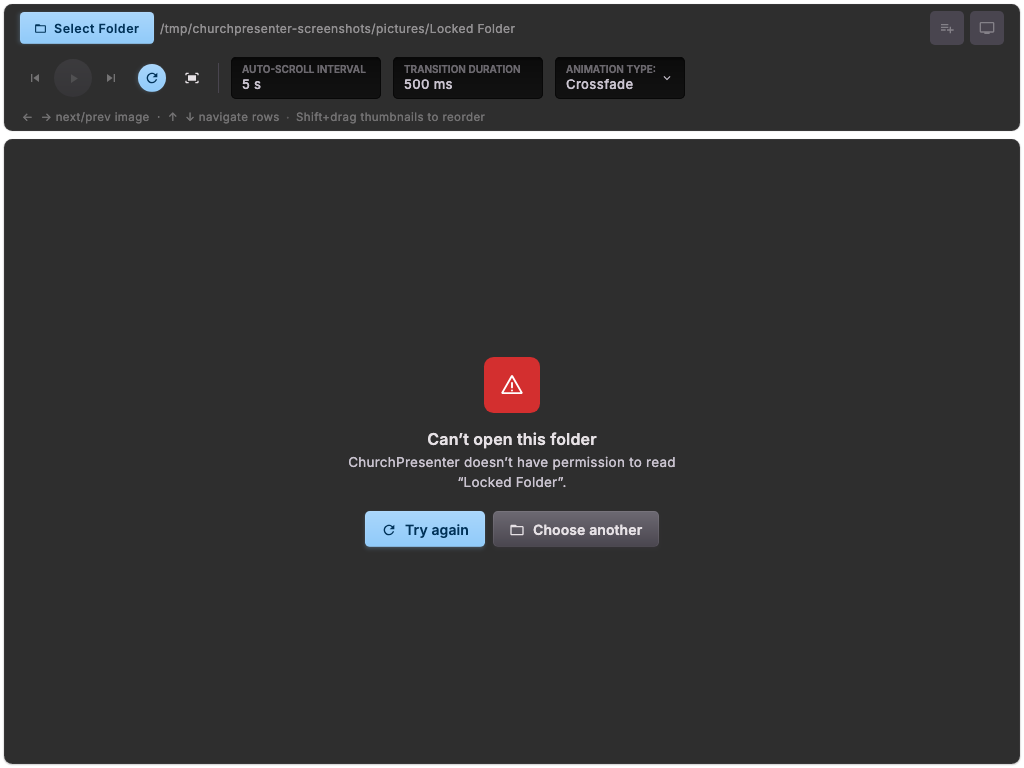 Select Folder /tmp/churchpresenter-screenshots/pictures/Locked Folder
AUTO-SCROLL INTERVAL
5 s
TRANSITION DURATION
500 ms
ANIMATION TYPE:
Crossfade
← → next/prev image · ↑ ↓ navigate rows · Shift+drag thumbnails to reorder
Can’t open this folder
ChurchPresenter doesn’t have permission to read
“Locked Folder”.
Try again
Choose another